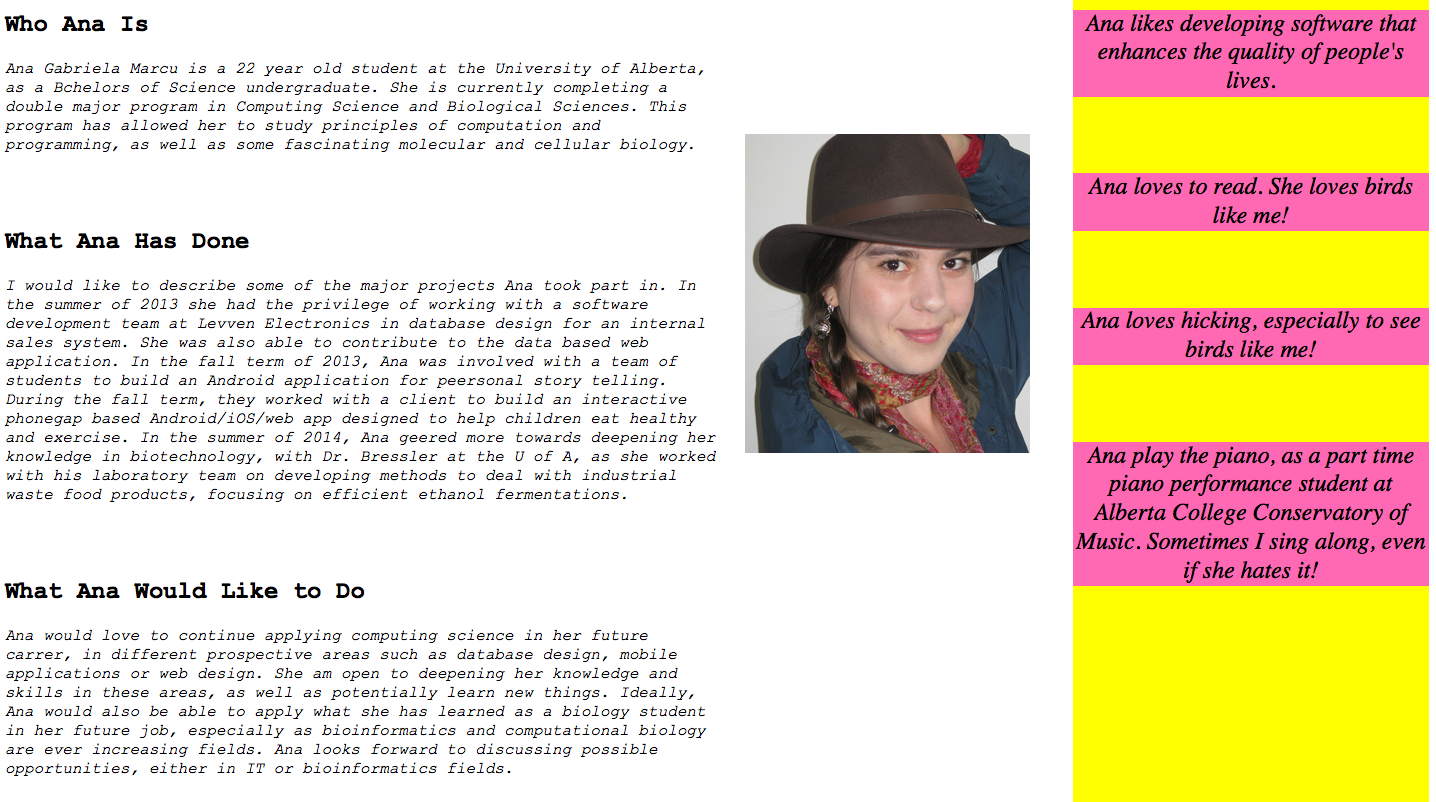 Who Ana Is
Ana Gabriela Marcu is a 22 year old student at the University of Alberta,
as a Bchelors of Science undergraduate. She is currently completing a
double major program in Computing Science and Biological Sciences. This
program has allowed her to study principles of computation and
programming, as well as some fascinating molecular and cellular biology.
What Ana Has Done
I would like to describe some of the major projects Ana took part in. In
the summer of 2013 she had the privilege of working with a software
development team at Levven Electronics in database design for an internal
sales system. She was also able to contribute to the data based web
application. In the fall term of 2013, Ana was involved with a team of
students to build an Android application for peersonal story telling.
During the fall term, they worked with a client to build an interactive
phonegap based Android/iOS/web app designed to help children eat healthy
and exercise. In the summer of 2014, Ana geered more towards deepening her
knowledge in biotechnology, with Dr. Bressler at the U of A, as she worked
with his laboratory team on developing methods to deal with industrial
waste food products, focusing on efficient ethanol fermentations.
What Ana Would Like to Do
Ana would love to continue applying computing science in her future
carrer, in different prospective areas such as database design, mobile
applications or web design. She am open to deepening her knowledge and
skills in these areas, as well as potentially learn new things. Ideally,
Ana would also be able to apply what she has learned as a biology student
in her future job, especially as bioinformatics and computational biology
are ever increasing fields. Ana looks forward to discussing possible
opportunities, either in IT or bioinformatics fields.
Ana likes developing software that
enhances the quality of people's
lives.
Ana loves to read. She loves birds
like me!
Ana loves hicking, especially to see
birds like me!
Ana play the piano, as a part time
piano performance student at
Alberta College Conservatory of
Music. Sometimes I sing along, even
if she hates it!